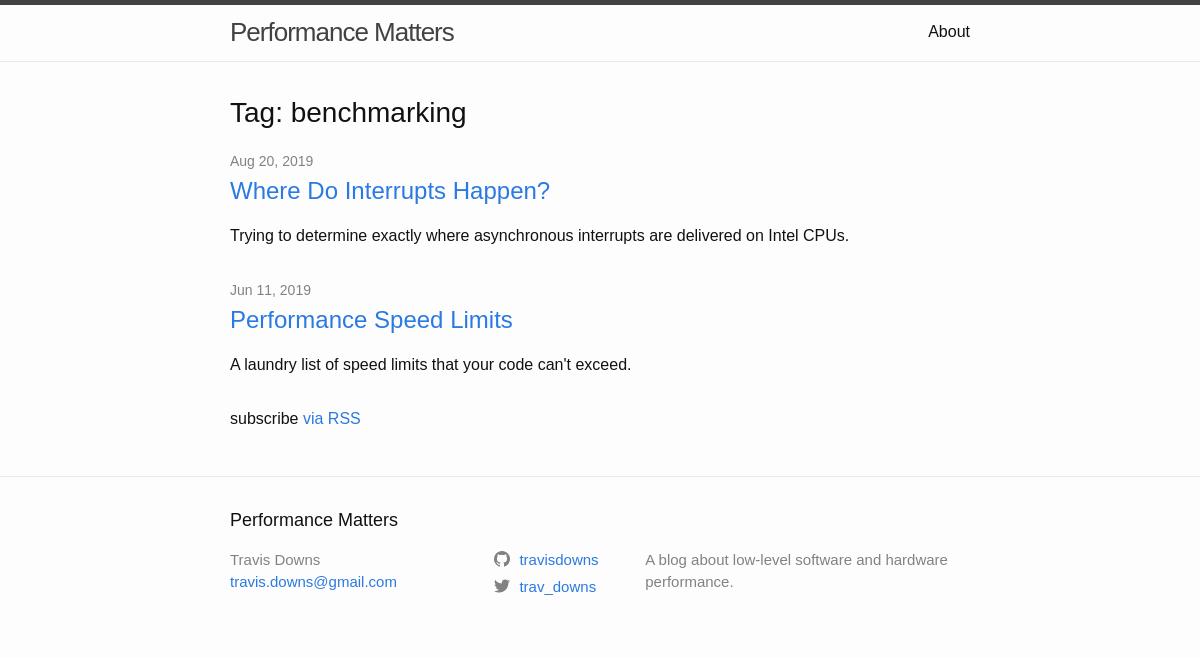 Performance Matters
About
Tag: benchmarking
Aug 20, 2019
Where Do Interrupts Happen?
Trying to determine exactly where asynchronous interrupts are delivered on Intel CPUs.
Jun 11, 2019
Performance Speed Limits
A laundry list of speed limits that your code can't exceed.
subscribe via RSS
Performance Matters
Travis Downs
travis.downs@gmail.com
travisdowns
trav_downs
A blog about low-level software and hardware
performance.